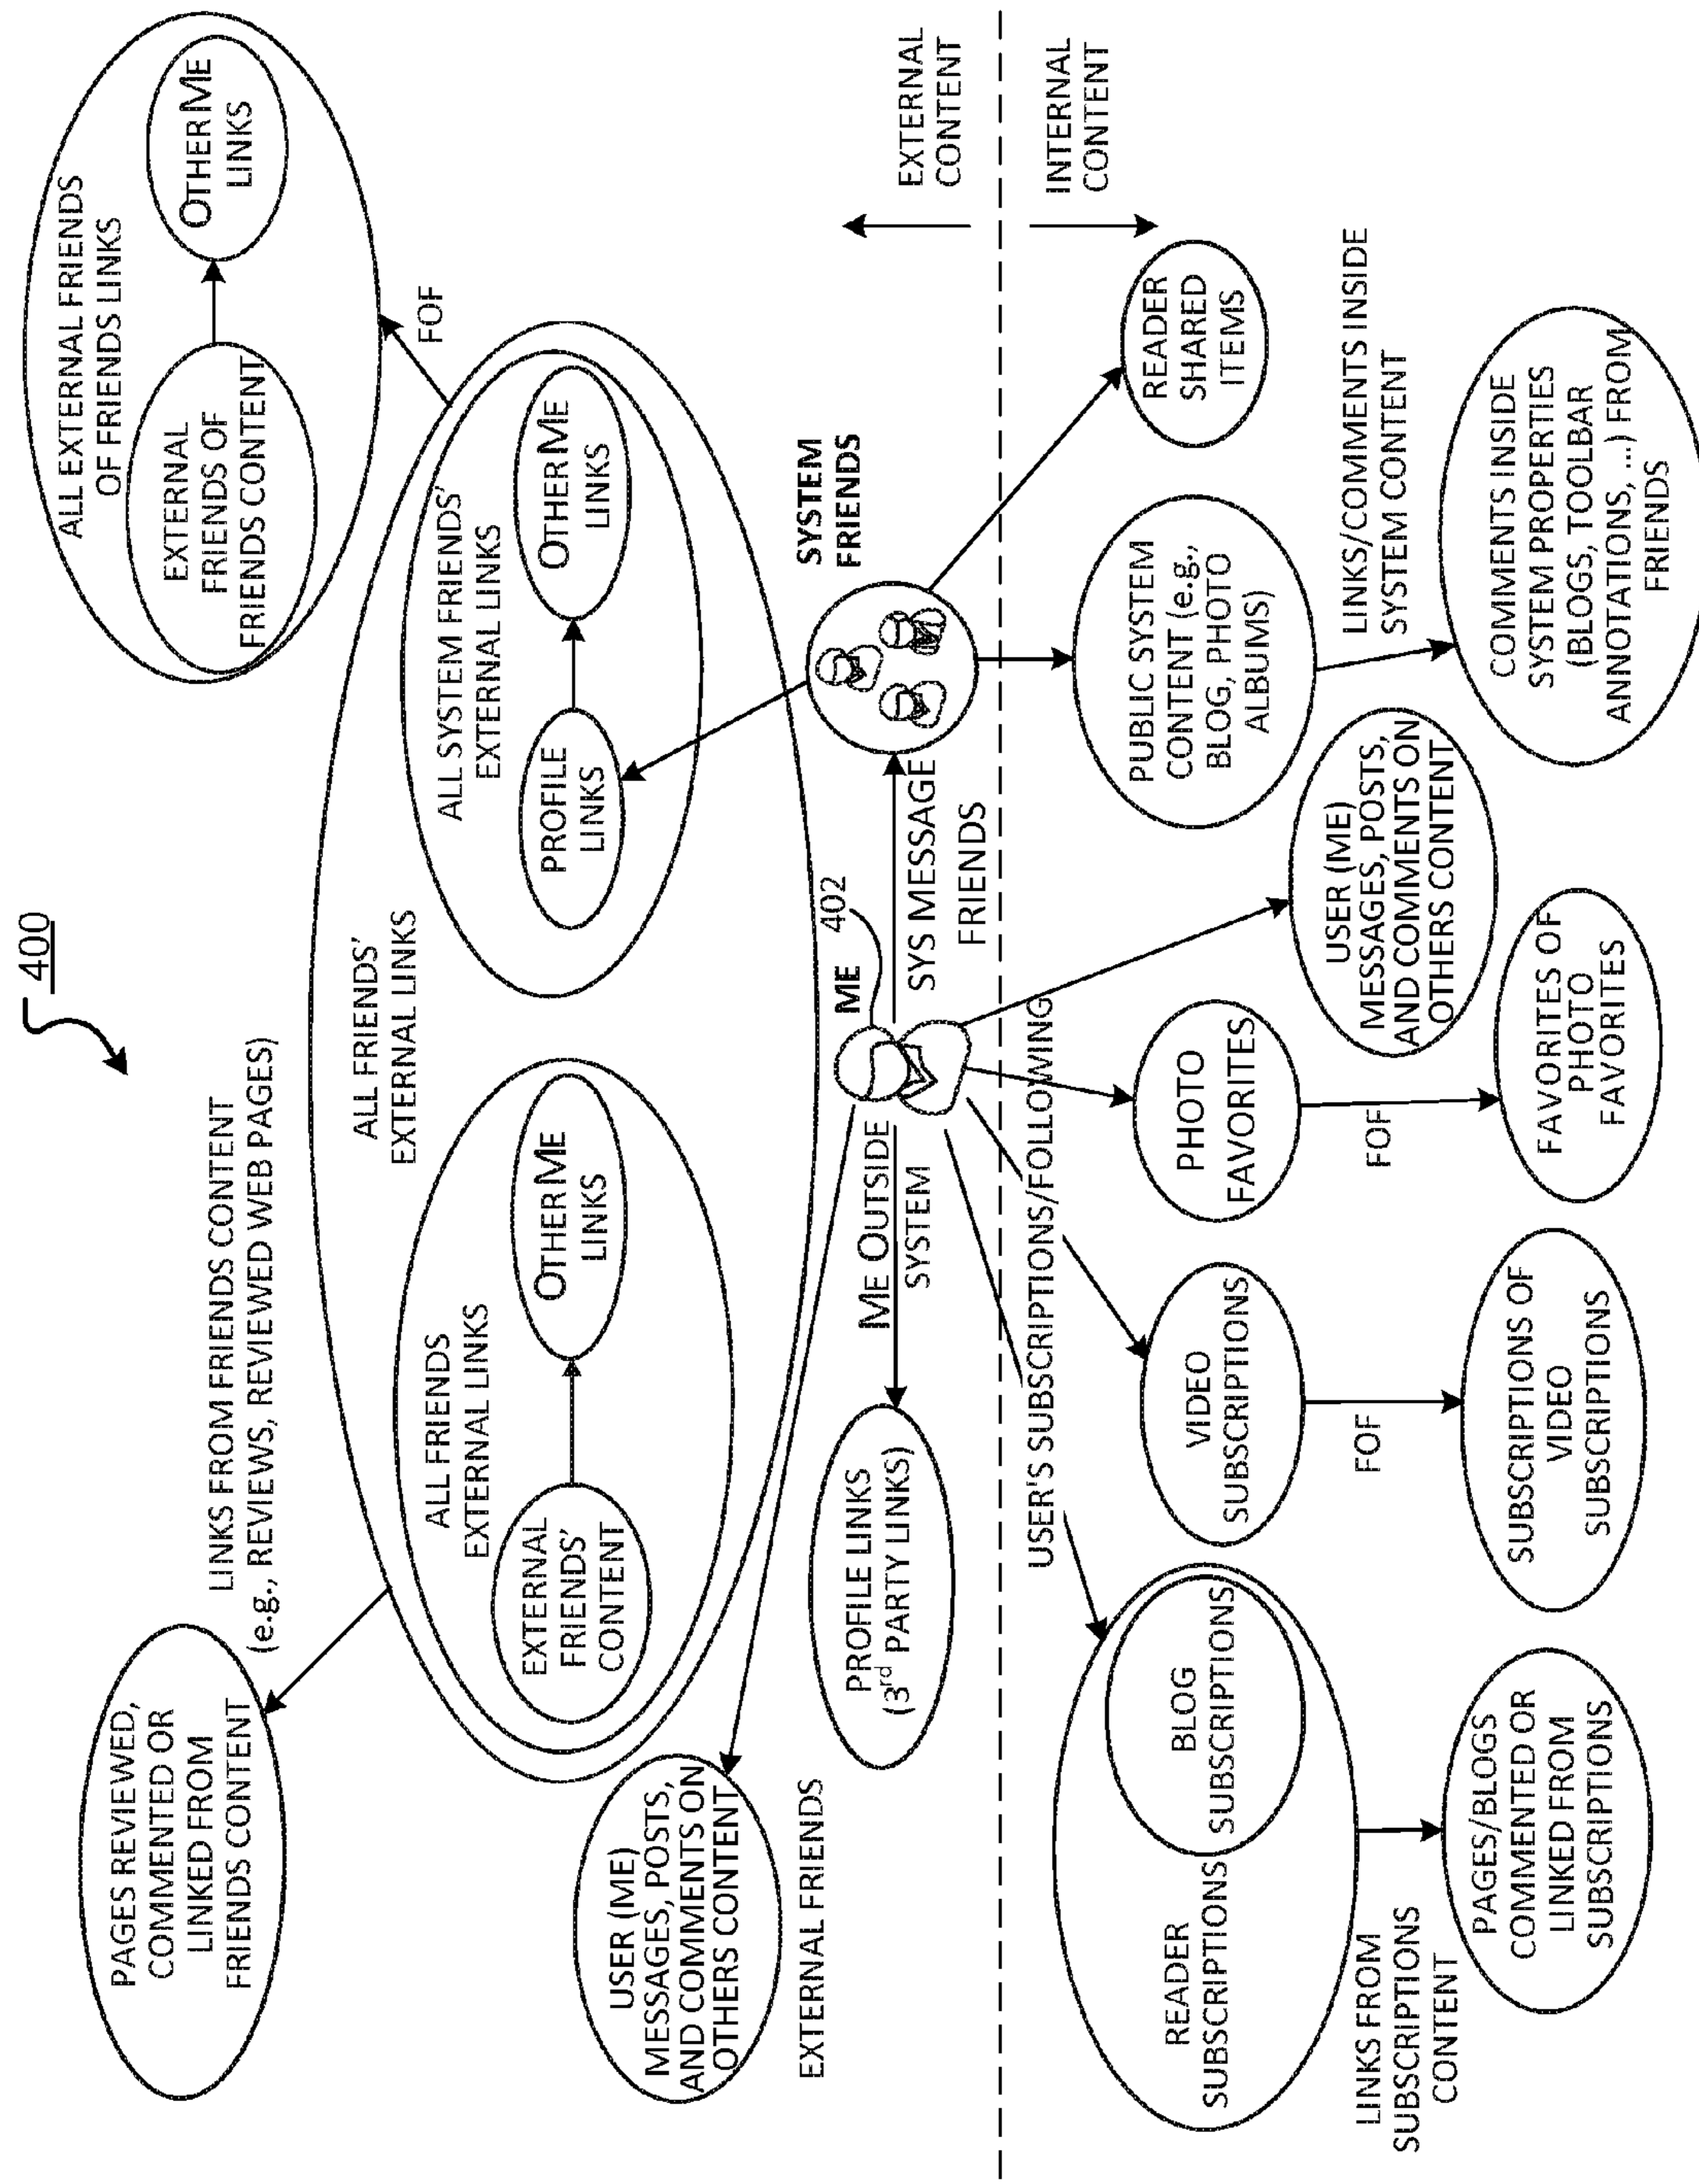 400
PAGES REVIEWED,
COMMENTED OR
LINKED FROM
FRIENDS CONTENT
LINKS FROM FRIENDS CONTENT
(e.g., REVIEWS, REVIEWED WEB PAGES)
ALL EXTERNAL FRIENDS
OF FRIENDS LINKS
EXTERNAL
FRIENDS OF
FRIENDS CONTENT
OTHERME
LINKS
FOF
ALL FRIENDS'
EXTERNAL LINKS
ALL FRIENDS
EXTERNAL LINKS
EXTERNAL
FRIENDS'
CONTENT
OTHERME
LINKS
ALL SYSTEM FRIENDS'
EXTERNAL LINKS
PROFILE
LINKS
OTHERME
LINKS
USER (ME)
MESSAGES, POSTS,
AND COMMENTS ON
OTHERS CONTENT
EXTERNAL FRIENDS
PROFILE LINKS
(3rd PARTY LINKS)
ME OUTSIDE
SYSTEM
ME
402
SYS MESSAGE
FRIENDS
SYSTEM
FRIENDS
EXTERNAL
CONTENT
INTERNAL
CONTENT
USER'S SUBSCRIPTIONS/FOLLOWING
READER
SUBSCRIPTIONS
BLOG
SUBSCRIPTIONS
VIDEO
SUBSCRIPTIONS
PHOTO
FAVORITES
USER (ME)
MESSAGES, POSTS,
AND COMMENTS ON
OTHERS CONTENT
PUBLIC SYSTEM
CONTENT (e.g.,
BLOG, PHOTO
ALBUMS)
READER
SHARED
ITEMS
LINKS FROM
SUBSCRIPTIONS
CONTENT
FOF
FOF
LINKS/COMMENTS INSIDE
SYSTEM CONTENT
PAGES/BLOGS
COMMENTED OR
LINKED FROM
SUBSCRIPTIONS
SUBSCRIPTIONS OF
VIDEO
SUBSCRIPTIONS
FAVORITES OF
PHOTO
FAVORITES
COMMENTS INSIDE
SYSTEM PROPERTIES
(BLOGS, TOOLBAR
ANNOTATIONS, ...) FROM
FRIENDS